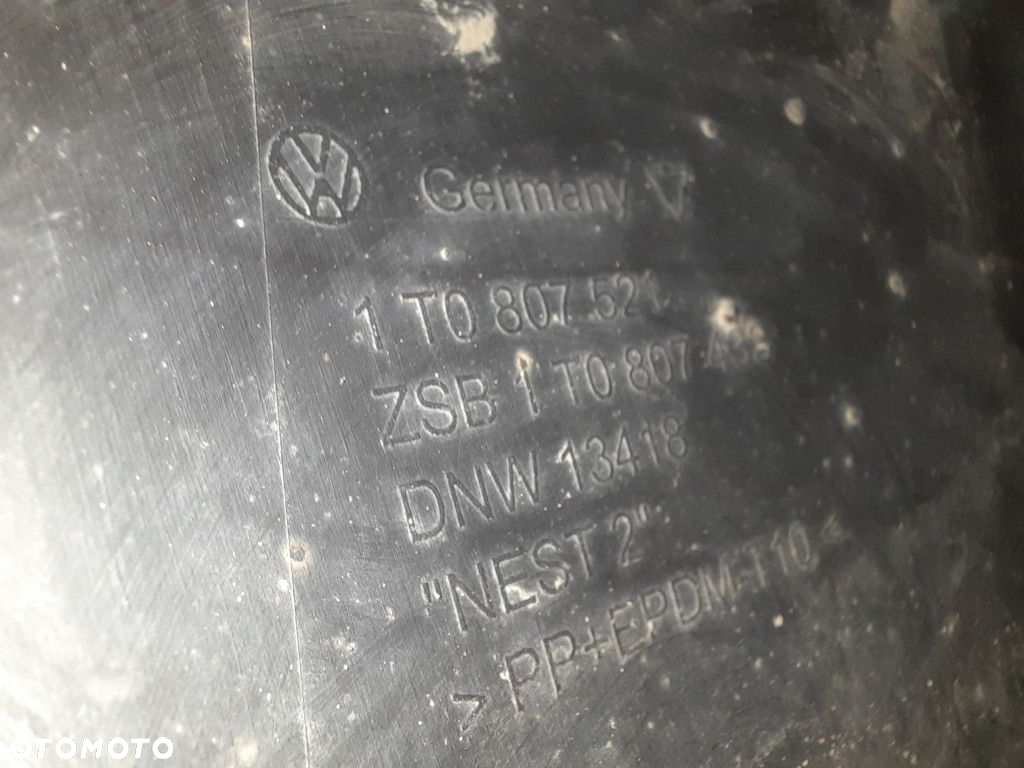 Germany V
1 T0 807 521
ZSB 1 T0 807
DNW 13418
"NEST 2"
> PP+EPDM-T10 <
OTOMOTO